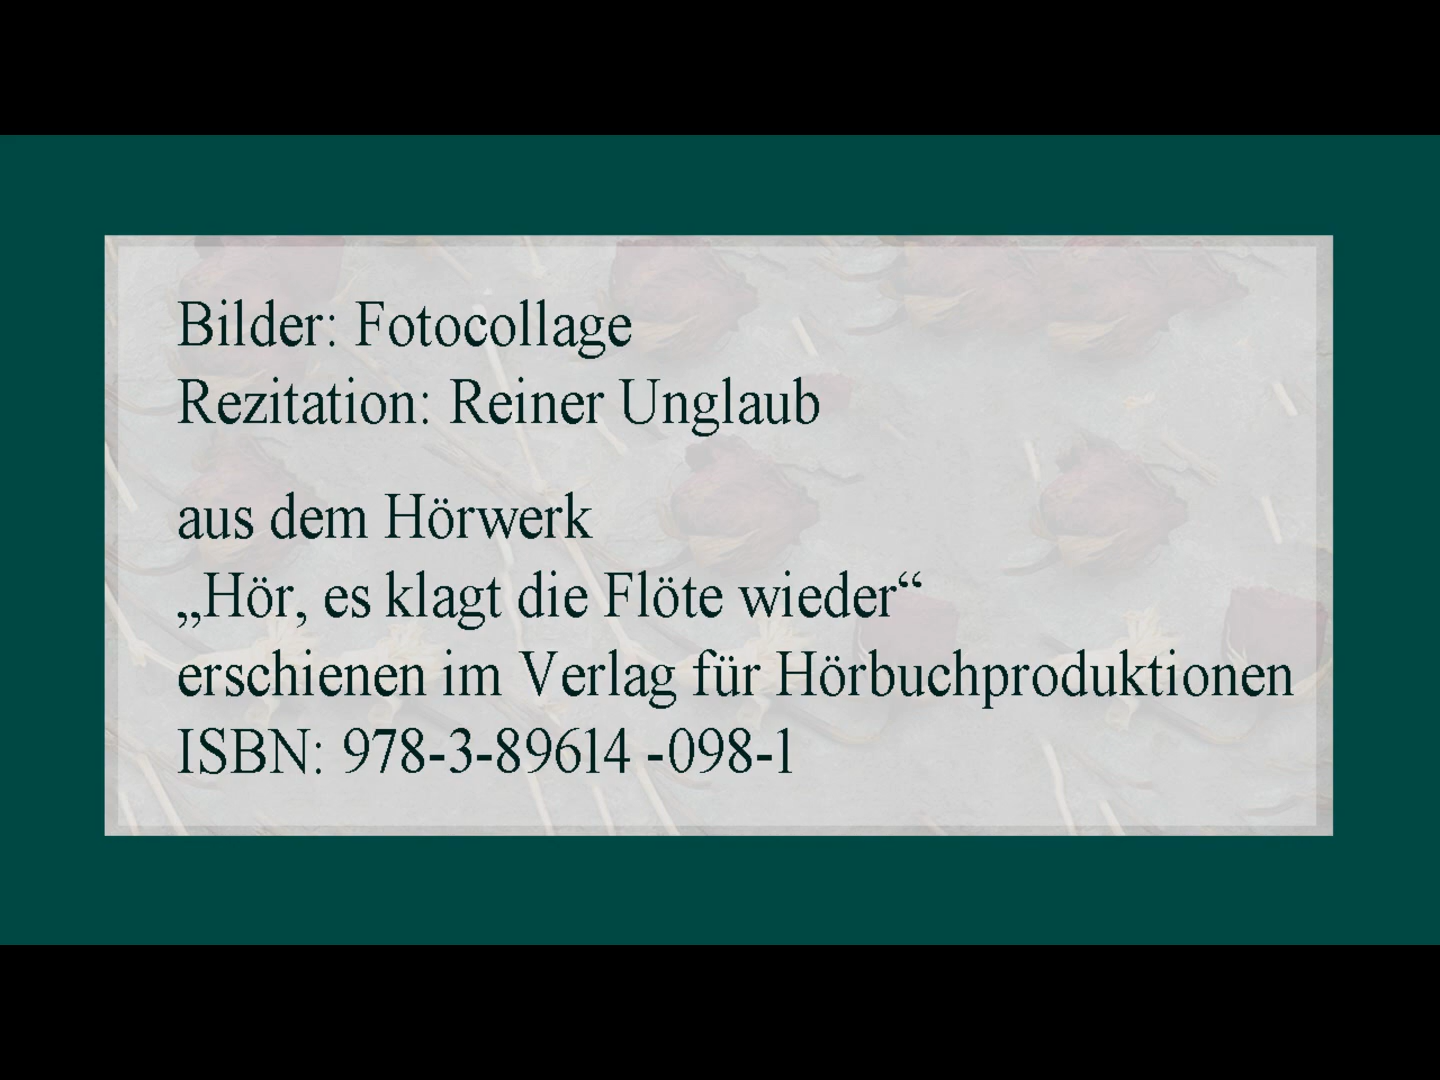 Bilder: Fotocollage
Rezitation: Reiner Unglaub
aus dem Hörwerk
„Hör, es klagt die Flöte wieder“
erschienen im Verlag für Hörbuchproduktionen
ISBN: 978-3-89614 -098-1